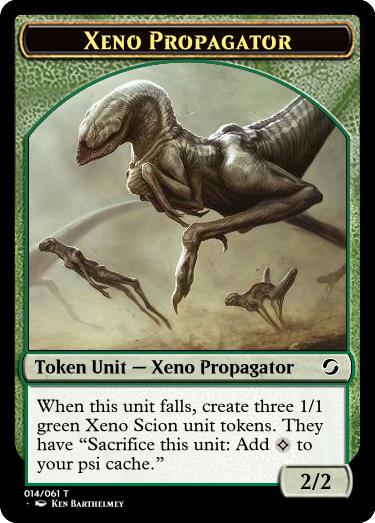 Xeno Propagator
Token Unit — Xeno Propagator
When this unit falls, create three 1/1
green Xeno Scion unit tokens. They
have “Sacrifice this unit: Add to
your psi cache.”
2/2
014/061 T
Ken Barthelmey